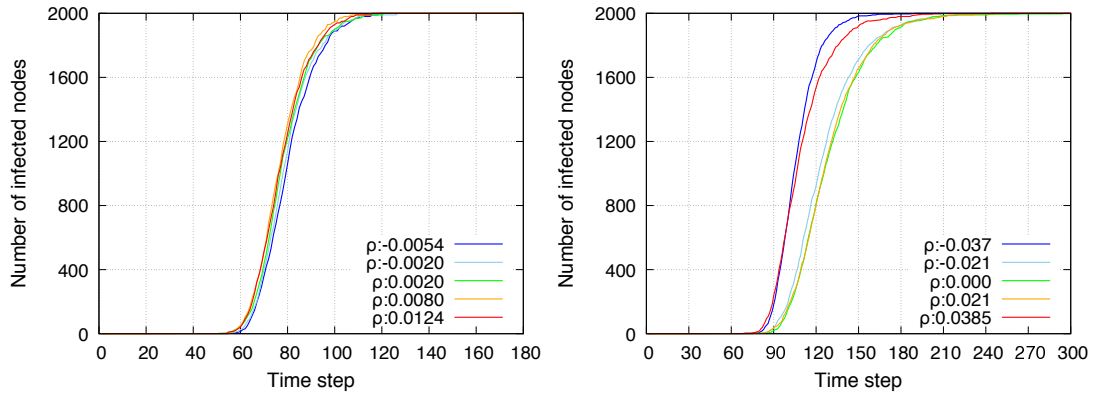 Number of infected nodes
2000
1600
1200
800
400
0
ρ:-0.0054
ρ:-0.0020
ρ:0.0020
ρ:0.0080
ρ:0.0124
0 20 40 60 80 100 120 140 160 180
Time step
Number of infected nodes
2000
1600
1200
800
400
0
ρ:-0.037
ρ:-0.021
ρ:0.000
ρ:0.021
ρ:0.0385
0 30 60 90 120 150 180 210 240 270 300
Time step